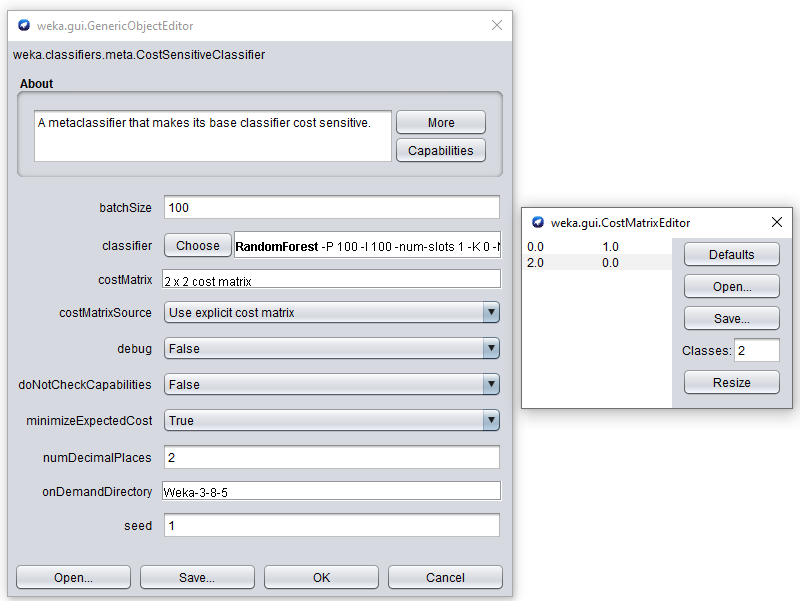 weka.gui.GenericObjectEditor
weka.classifiers.meta.CostSensitiveClassifier
About
A metaclassifier that makes its base classifier cost sensitive.
More
Capabilities
batchSize 100
classifier Choose RandomForest -P 100 -I 100 -num-slots 1 -K 0 -
costMatrix 2 x 2 cost matrix
costMatrixSource Use explicit cost matrix
debug False
doNotCheckCapabilities False
minimizeExpectedCost True
numDecimalPlaces 2
onDemandDirectory Weka-3-8-5
seed 1
Open... Save... OK Cancel
weka.gui.CostMatrixEditor
0.0 1.0
2.0 0.0
Defaults
Open...
Save...
Classes: 2
Resize